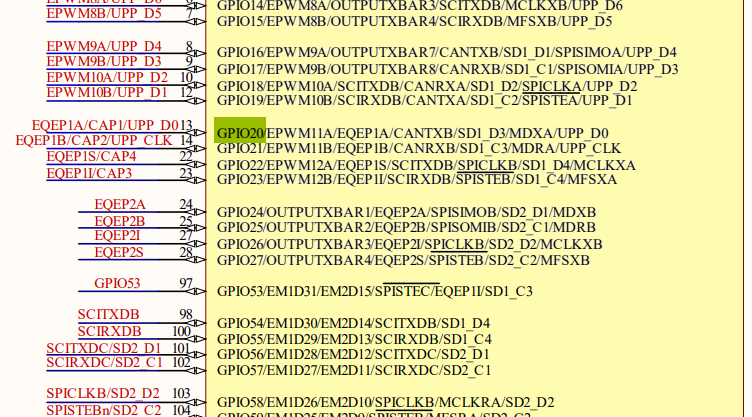 GPIO14/EPWM8A/OUTPUTXBAR3/SCITXDB/MCLKXB/UPP_D6
EPWM8B/UPP_D5 7 GPIO15/EPWM8B/OUTPUTXBAR4/SCIRXDB/MFSXB/UPP_D5
EPWM9A/UPP_D4 8 GPIO16/EPWM9A/OUTPUTXBAR7/CANTXB/SD1_D1/SPISIMOA/UPP_D4
EPWM9B/UPP_D3 9 GPIO17/EPWM9B/OUTPUTXBAR8/CANRXB/SD1_C1/SPISOMIA/UPP_D3
EPWM10A/UPP_D2 10 GPIO18/EPWM10A/SCITXDB/CANRXA/SD1_D2/SPICLKA/UPP_D2
EPWM10B/UPP_D1 12 GPIO19/EPWM10B/SCIRXDB/CANTXA/SD1_C2/SPISTEA/UPP_D1
EQEP1A/CAP1/UPP_D0 13 GPIO20/EPWM11A/EQEP1A/CANTXB/SD1_D3/MDXA/UPP_D0
EQEP1B/CAP2/UPP_CLK 14 GPIO21/EPWM11B/EQEP1B/CANRXB/SD1_C3/MDRA/UPP_CLK
EQEP1S/CAP4 22 GPIO22/EPWM12A/EQEP1S/SCITXDB/SPICLKB/SD1_D4/MCLKXA
EQEP1I/CAP3 23 GPIO23/EPWM12B/EQEP1I/SCIRXDB/SPISTEB/SD1_C4/MFSXA
EQEP2A 24 GPIO24/OUTPUTXBAR1/EQEP2A/SPISIMOB/SD2_D1/MDXB
EQEP2B 25 GPIO25/OUTPUTXBAR2/EQEP2B/SPISOMIB/SD2_C1/MDRB
EQEP2I 27 GPIO26/OUTPUTXBAR3/EQEP2I/SPICLKB/SD2_D2/MCLKXB
EQEP2S 28 GPIO27/OUTPUTXBAR4/EQEP2S/SPISTEB/SD2_C2/MFSXB
GPIO53 97 GPIO53/EM1D31/EM2D15/SPISTEC/EQEP1I/SD1_C3
SCITXDB 98 GPIO54/EM1D30/EM2D14/SCITXDB/SD1_D4
SCIRXDB 100 GPIO55/EM1D29/EM2D13/SCIRXDB/SD1_C4
SCITXDC/SD2_D1 101 GPIO56/EM1D28/EM2D12/SCITXDC/SD2_D1
SCIRXDC/SD2_C1 102 GPIO57/EM1D27/EM2D11/SCIRXDC/SD2_C1
SPICLKB/SD2_D2 103 GPIO58/EM1D26/EM2D10/SPICLKB/MCLKRA/SD2_D2
SPISTEBn/SD2_C2 104